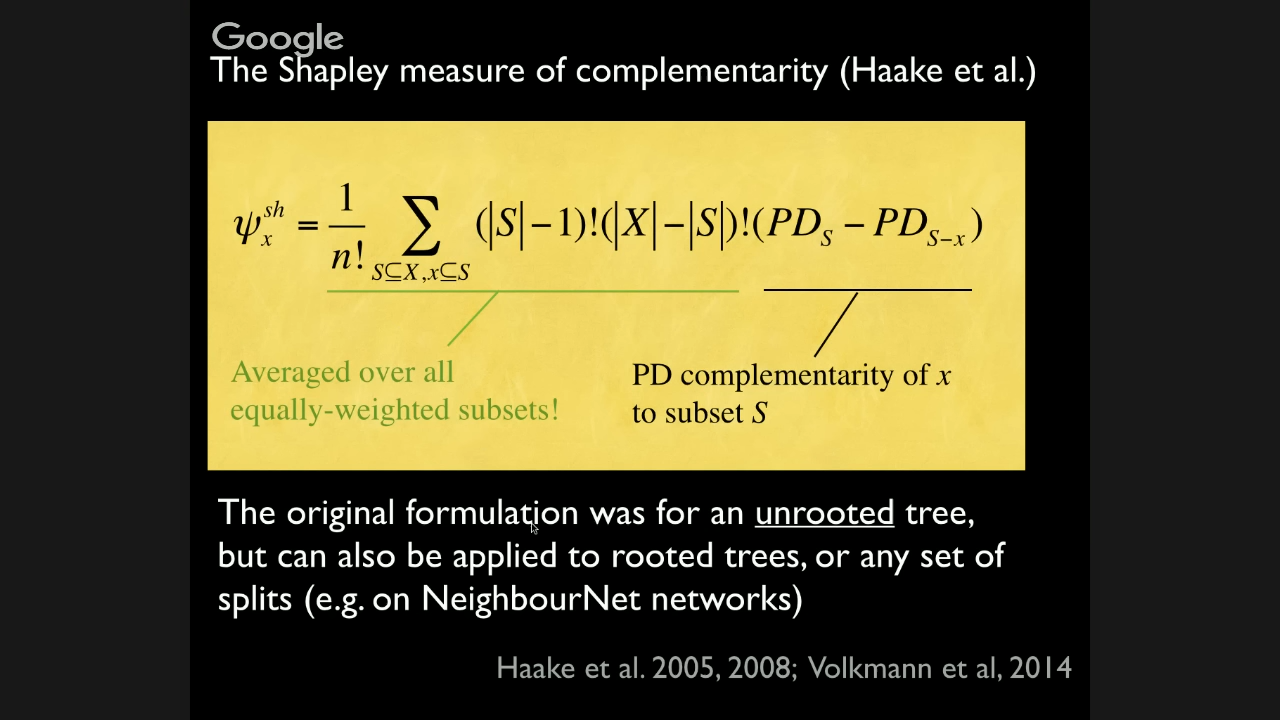 Google
The Shapley measure of complementarity (Haake et al.)
ψ_x^{sh} = \frac{1}{n!} ∑_{S⊆X,x⊆S} (|S|−1)!(|X|−|S|)!(PD_S − PD_{S−x})
Averaged over all
equally-weighted subsets!
PD complementarity of x
to subset S
The original formulation was for an unrooted tree,
but can also be applied to rooted trees, or any set of
splits (e.g. on NeighbourNet networks)
Haake et al. 2005, 2008; Volkmann et al, 2014